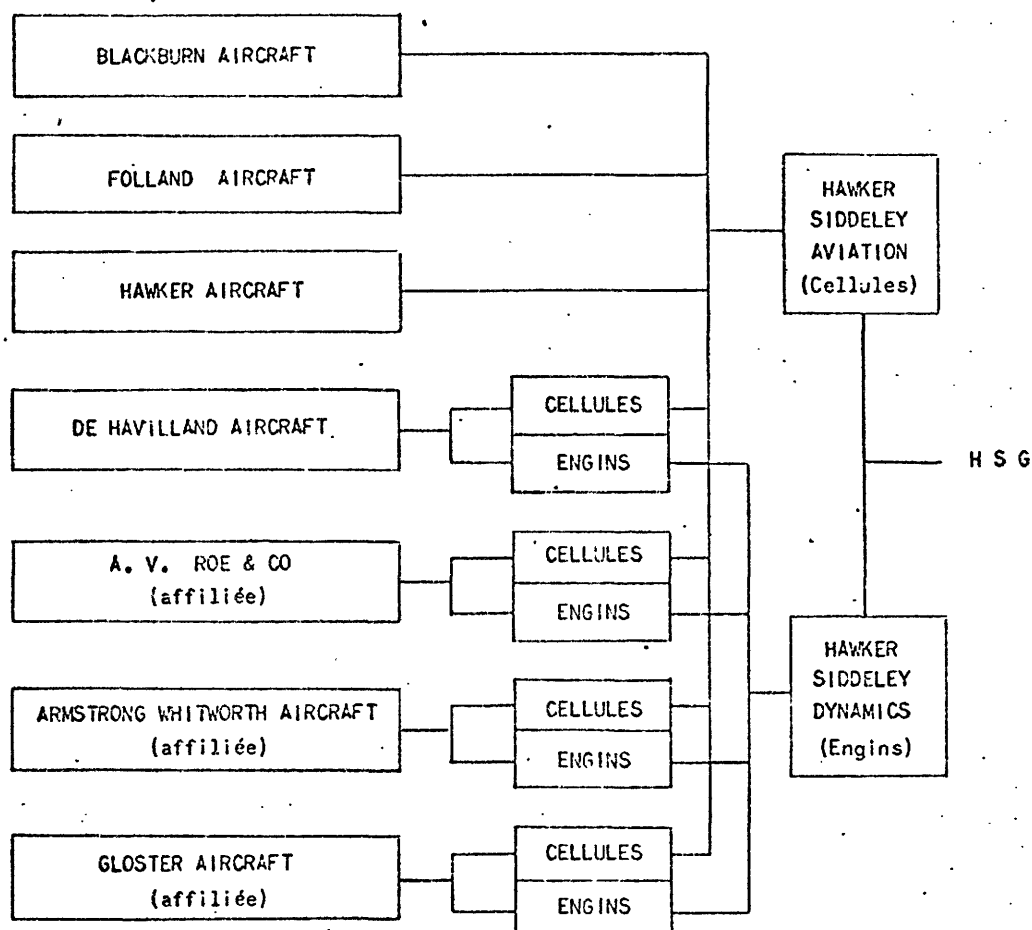 BLACKBURN AIRCRAFT
FOLLAND AIRCRAFT
HAWKER AIRCRAFT
DE HAVILLAND AIRCRAFT
CELLULES
ENGINS
A. V. ROE & CO
(affiliée)
CELLULES
ENGINS
ARMSTRONG WHITWORTH AIRCRAFT
(affiliée)
CELLULES
ENGINS
GLOSTER AIRCRAFT
(affiliée)
CELLULES
ENGINS
HAWKER
SIDDELEY
AVIATION
(Cellules)
H S G
HAWKER
SIDDELEY
DYNAMICS
(Engins)